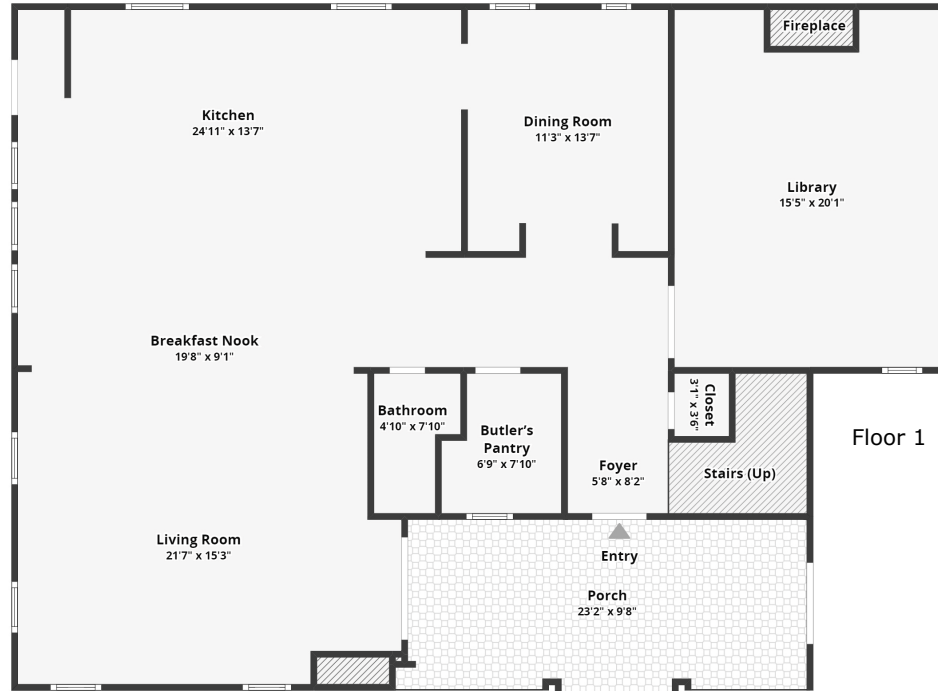 Fireplace
Kitchen
24'11" x 13'7"
Dining Room
11'3" x 13'7"
Library
15'5" x 20'1"
Breakfast Nook
19'8" x 9'1"
Bathroom
4'10" x 7'10"
Butler’s
Pantry
6'9" x 7'10"
Closet
3'1" x 3'6"
Floor 1
Foyer
5'8" x 8'2"
Stairs (Up)
Living Room
21'7" x 15'3"
Entry
Porch
23'2" x 9'8"